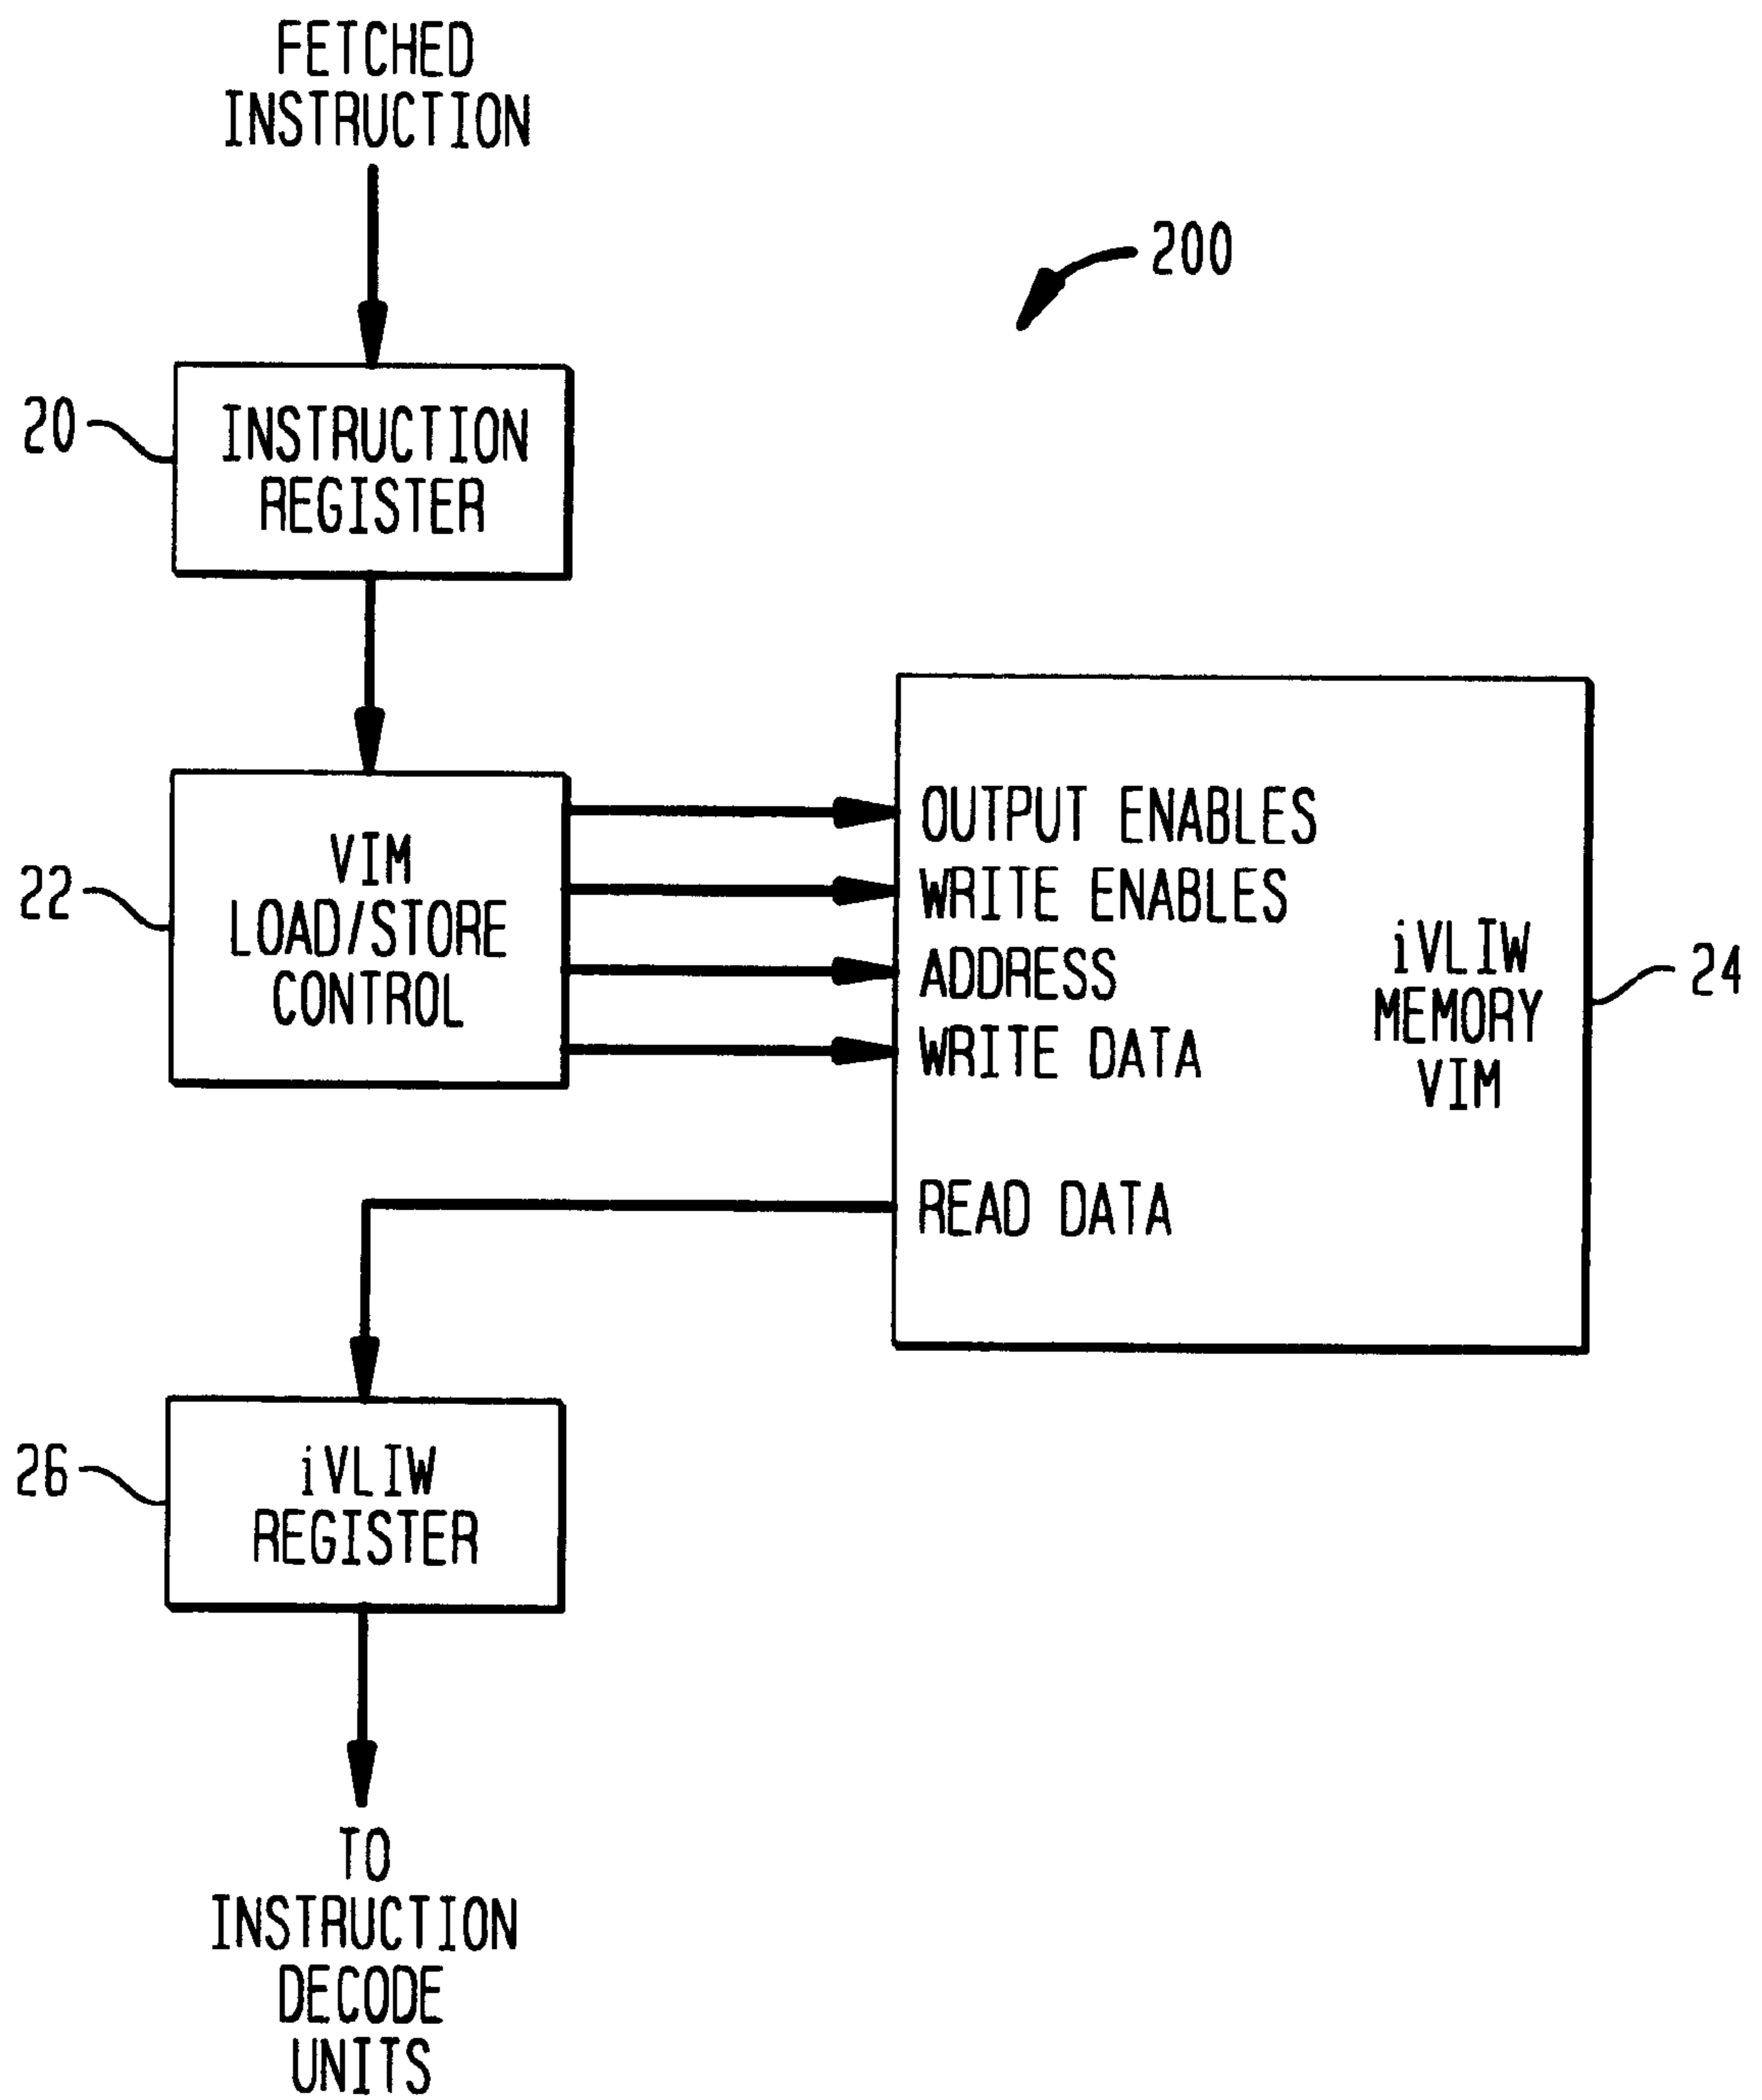 FETCHED
INSTRUCTION
200
20
INSTRUCTION
REGISTER
22
VIM
LOAD/STORE
CONTROL
OUTPUT ENABLES
WRITE ENABLES
ADDRESS
WRITE DATA
READ DATA
iVLIW
MEMORY
VIM
24
26
iVLIW
REGISTER
TO
INSTRUCTION
DECODE
UNITS